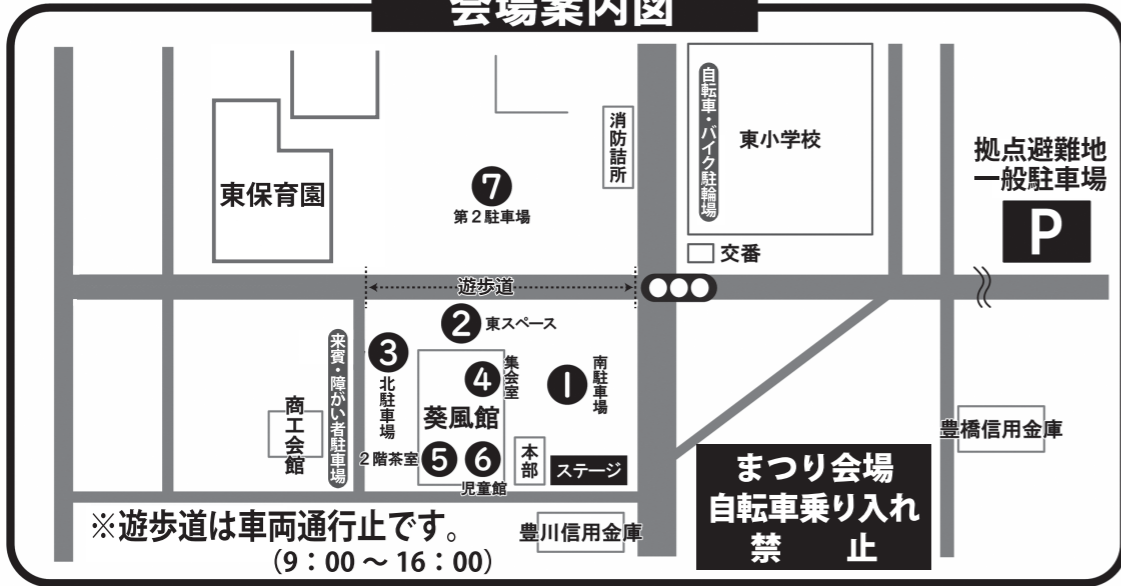 会場案内図
消防詰所
自転車・バイク駐輪場
東小学校
拠点避難地
一般駐車場
P
東保育園
7
第2駐車場
交番
遊歩道
2 東スペース
3
北駐車場
来賓・障がい者駐車場
4
集会室
1
南駐車場
葵風館
商工会館
2階茶室
5
6
児童館
本部
ステージ
豊橋信用金庫
まつり会場
自転車乗り入れ
禁 止
※遊歩道は車両通行止です。
(9:00~16:00)
豊川信用金庫